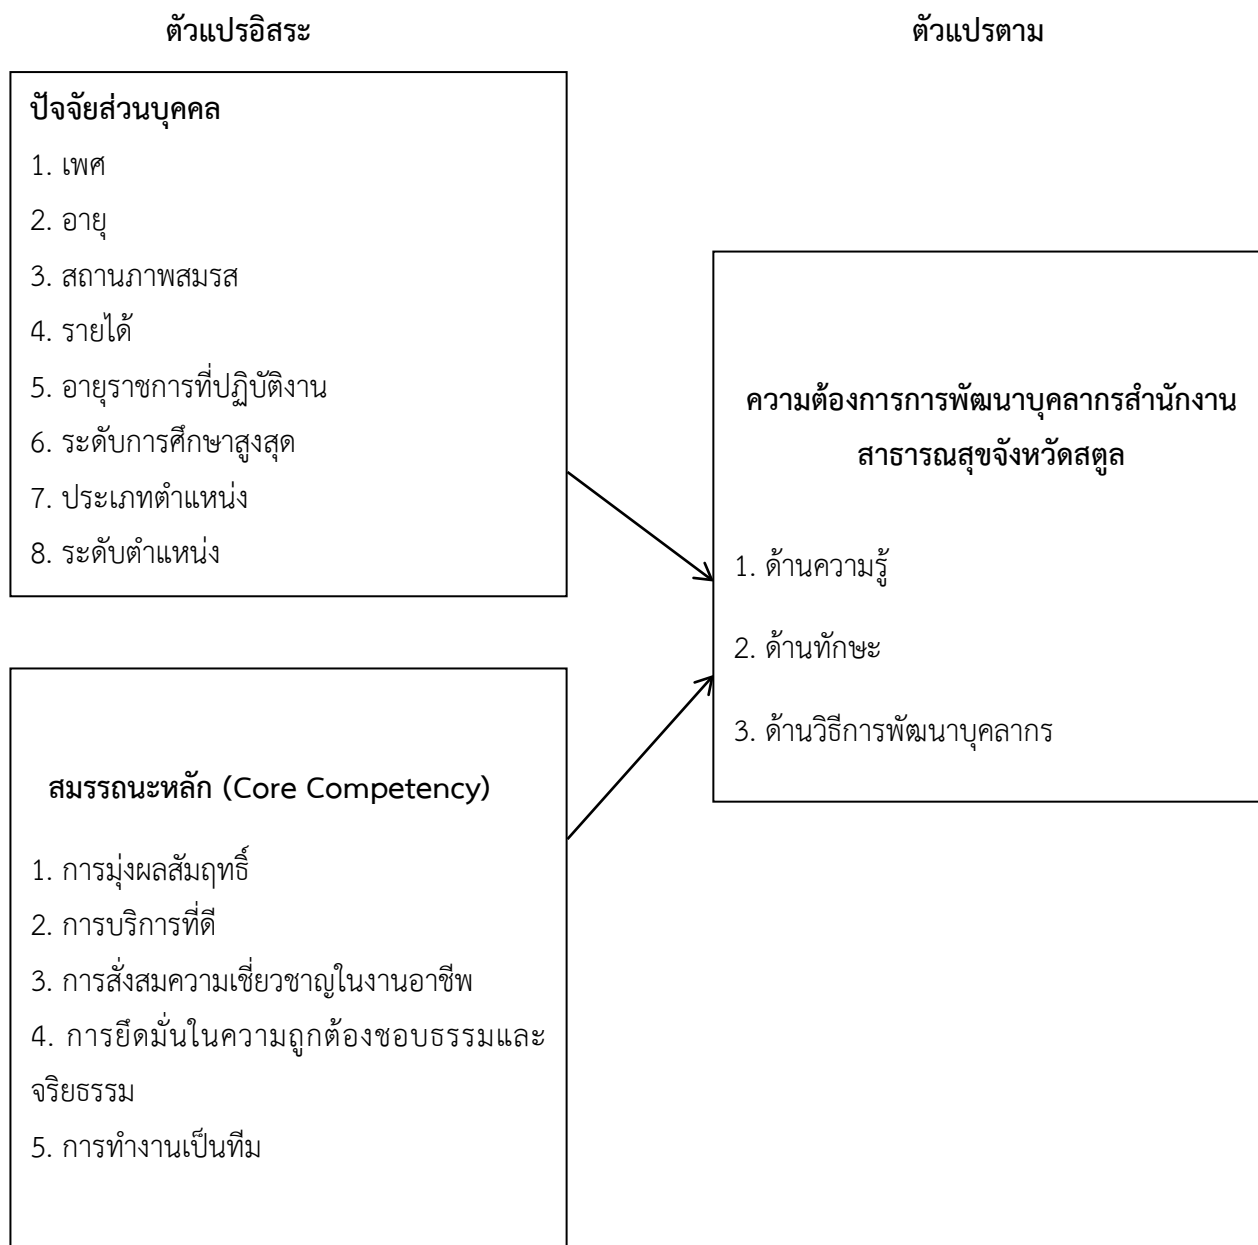 ตัวแปรอิสระ
ตัวแปรตาม
ปัจจัยส่วนบุคคล
1. เพศ
2. อายุ
3. สถานภาพสมรส
4. รายได้
5. อายุราชการที่ปฏิบัติงาน
6. ระดับการศึกษาสูงสุด
7. ประเภทตำแหน่ง
8. ระดับตำแหน่ง
สมรรถนะหลัก (Core Competency)
1. การมุ่งผลสัมฤทธิ์
2. การบริการที่ดี
3. การสั่งสมความเชี่ยวชาญในงานอาชีพ
4. การยึดมั่นในความถูกต้องชอบธรรมและ
จริยธรรม
5. การทำงานเป็นทีม
ความต้องการการพัฒนาบุคลากรสำนักงาน
สาธารณสุขจังหวัดสตูล
1. ด้านความรู้
2. ด้านทักษะ
3. ด้านวิธีการพัฒนาบุคลากร